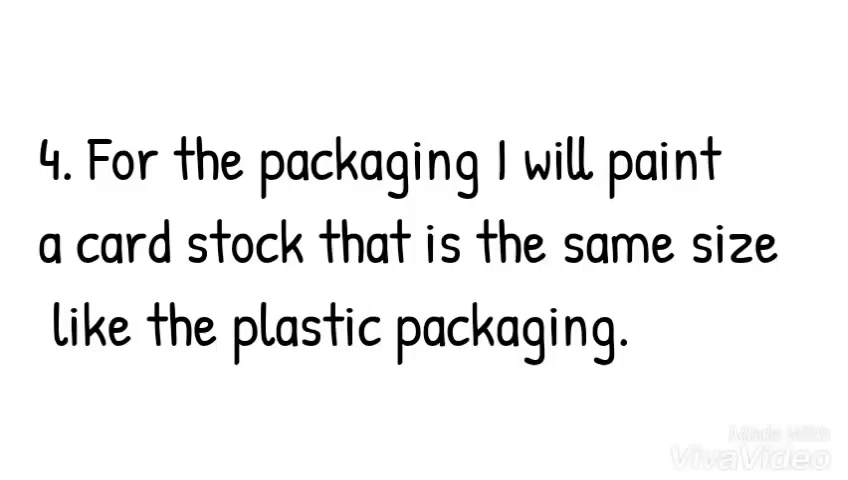 4. For the packaging I will paint
a card stock that is the same size
like the plastic packaging.
Made With
VivaVideo